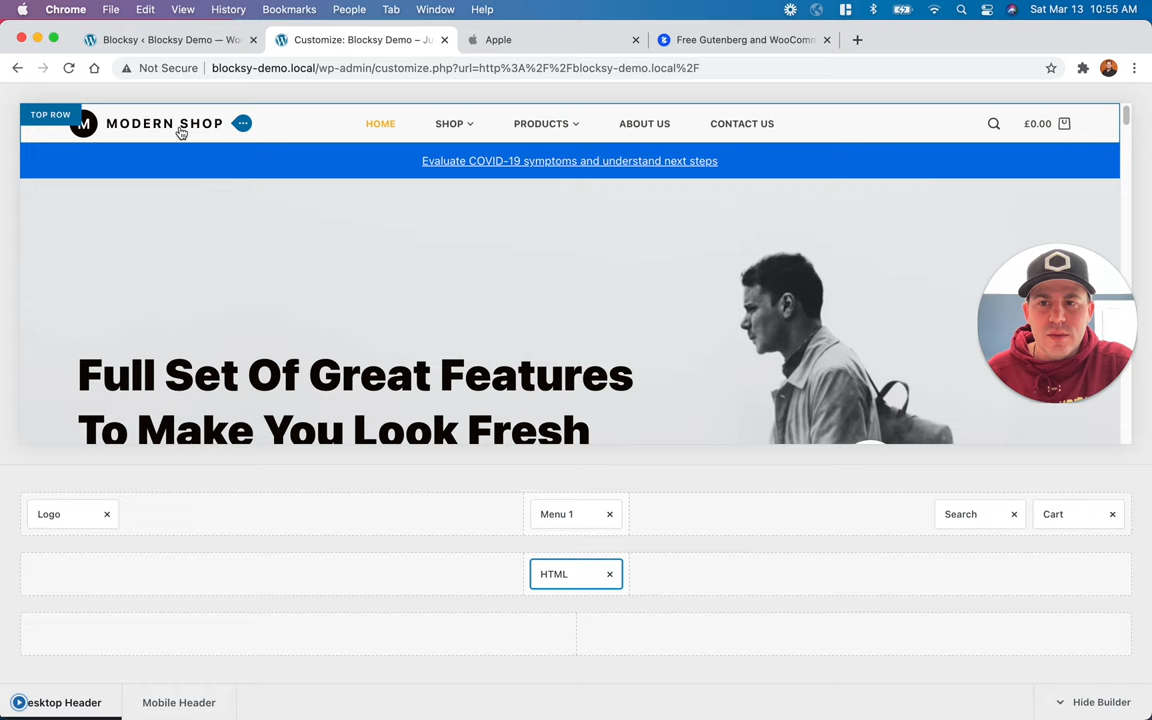 Chrome File Edit View History Bookmarks People Tab Window Help Sat Mar 13 10:55 AM
Blocksy ‹ Blocksy Demo — Wo Customize: Blocksy Demo – Ju Apple Free Gutenberg and WooComm
Not Secure blocksy-demo.local/wp-admin/customize.php?url=http%3A%2F%2Fblocksy-demo.local%2F
TOP ROW
M MODERN SHOP HOME SHOP PRODUCTS ABOUT US CONTACT US £0.00
Evaluate COVID-19 symptoms and understand next steps
Full Set Of Great Features
To Make You Look Fresh
Logo Menu 1 Search Cart
HTML
esktop Header Mobile Header Hide Builder